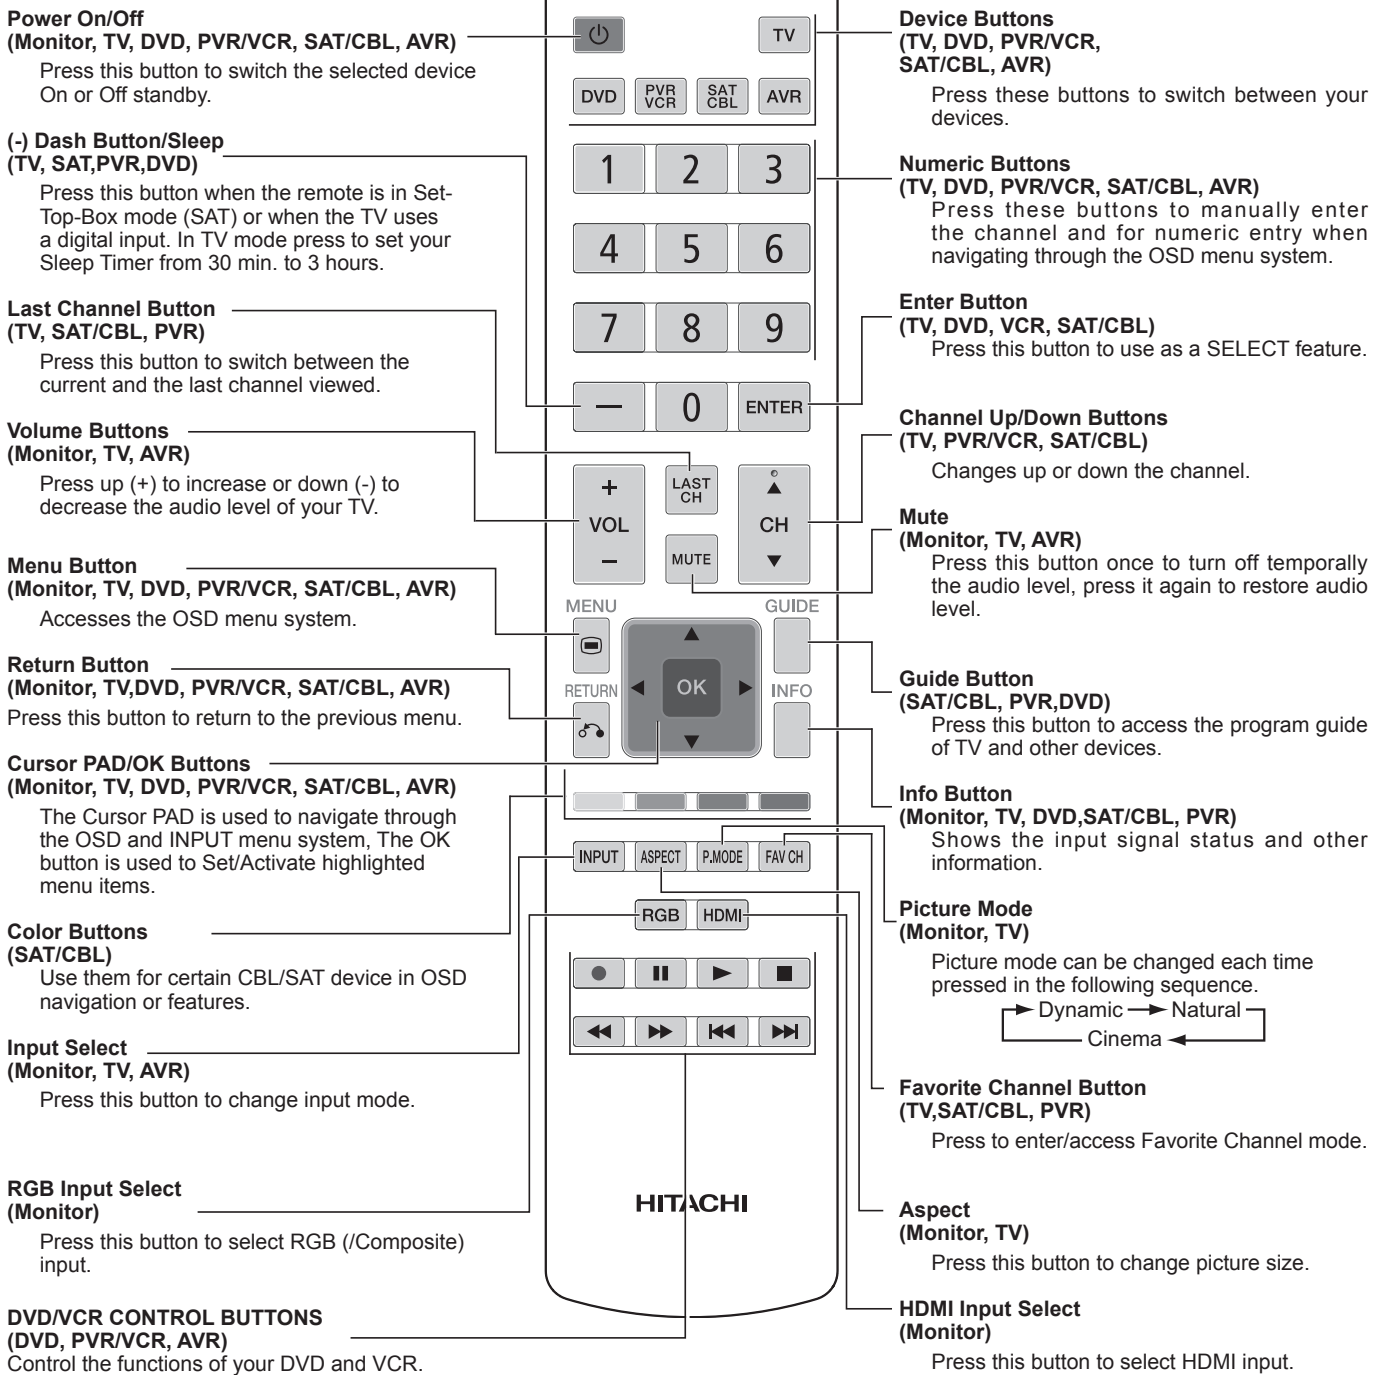 Power On/Off
(Monitor, TV, DVD, PVR/VCR, SAT/CBL, AVR)
Press this button to switch the selected device
On or Off standby.
(-) Dash Button/Sleep
(TV, SAT,PVR,DVD)
Press this button when the remote is in Set-
Top-Box mode (SAT) or when the TV uses
a digital input. In TV mode press to set your
Sleep Timer from 30 min. to 3 hours.
Last Channel Button
(TV, SAT/CBL, PVR)
Press this button to switch between the
current and the last channel viewed.
Volume Buttons
(Monitor, TV, AVR)
Press up (+) to increase or down (-) to
decrease the audio level of your TV.
Menu Button
(Monitor, TV, DVD, PVR/VCR, SAT/CBL, AVR)
Accesses the OSD menu system.
Return Button
(Monitor, TV,DVD, PVR/VCR, SAT/CBL, AVR)
Press this button to return to the previous menu.
Cursor PAD/OK Buttons
(Monitor, TV, DVD, PVR/VCR, SAT/CBL, AVR)
The Cursor PAD is used to navigate through
the OSD and INPUT menu system, The OK
button is used to Set/Activate highlighted
menu items.
Color Buttons
(SAT/CBL)
Use them for certain CBL/SAT device in OSD
navigation or features.
Input Select
(Monitor, TV, AVR)
Press this button to change input mode.
RGB Input Select
(Monitor)
Press this button to select RGB (/Composite)
input.
DVD/VCR CONTROL BUTTONS
(DVD, PVR/VCR, AVR)
Control the functions of your DVD and VCR.
TV
DVD
PVR
VCR
SAT
CBL
AVR
1 2 3
4 5 6
7 8 9
— 0 ENTER
+
VOL
−
LAST
CH
MUTE
CH
MENU
GUIDE
OK
RETURN
INFO
INPUT ASPECT P.MODE FAV CH
RGB HDMI
HITACHI
Device Buttons
(TV, DVD, PVR/VCR,
SAT/CBL, AVR)
Press these buttons to switch between your
devices.
Numeric Buttons
(TV, DVD, PVR/VCR, SAT/CBL, AVR)
Press these buttons to manually enter
the channel and for numeric entry when
navigating through the OSD menu system.
Enter Button
(TV, DVD, VCR, SAT/CBL)
Press this button to use as a SELECT feature.
Channel Up/Down Buttons
(TV, PVR/VCR, SAT/CBL)
Changes up or down the channel.
Mute
(Monitor, TV, AVR)
Press this button once to turn off temporally
the audio level, press it again to restore audio
level.
Guide Button
(SAT/CBL, PVR,DVD)
Press this button to access the program guide
of TV and other devices.
Info Button
(Monitor, TV, DVD,SAT/CBL, PVR)
Shows the input signal status and other
information.
Picture Mode
(Monitor, TV)
Picture mode can be changed each time
pressed in the following sequence.
Dynamic Natural
Cinema
Favorite Channel Button
(TV,SAT/CBL, PVR)
Press to enter/access Favorite Channel mode.
Aspect
(Monitor, TV)
Press this button to change picture size.
HDMI Input Select
(Monitor)
Press this button to select HDMI input.